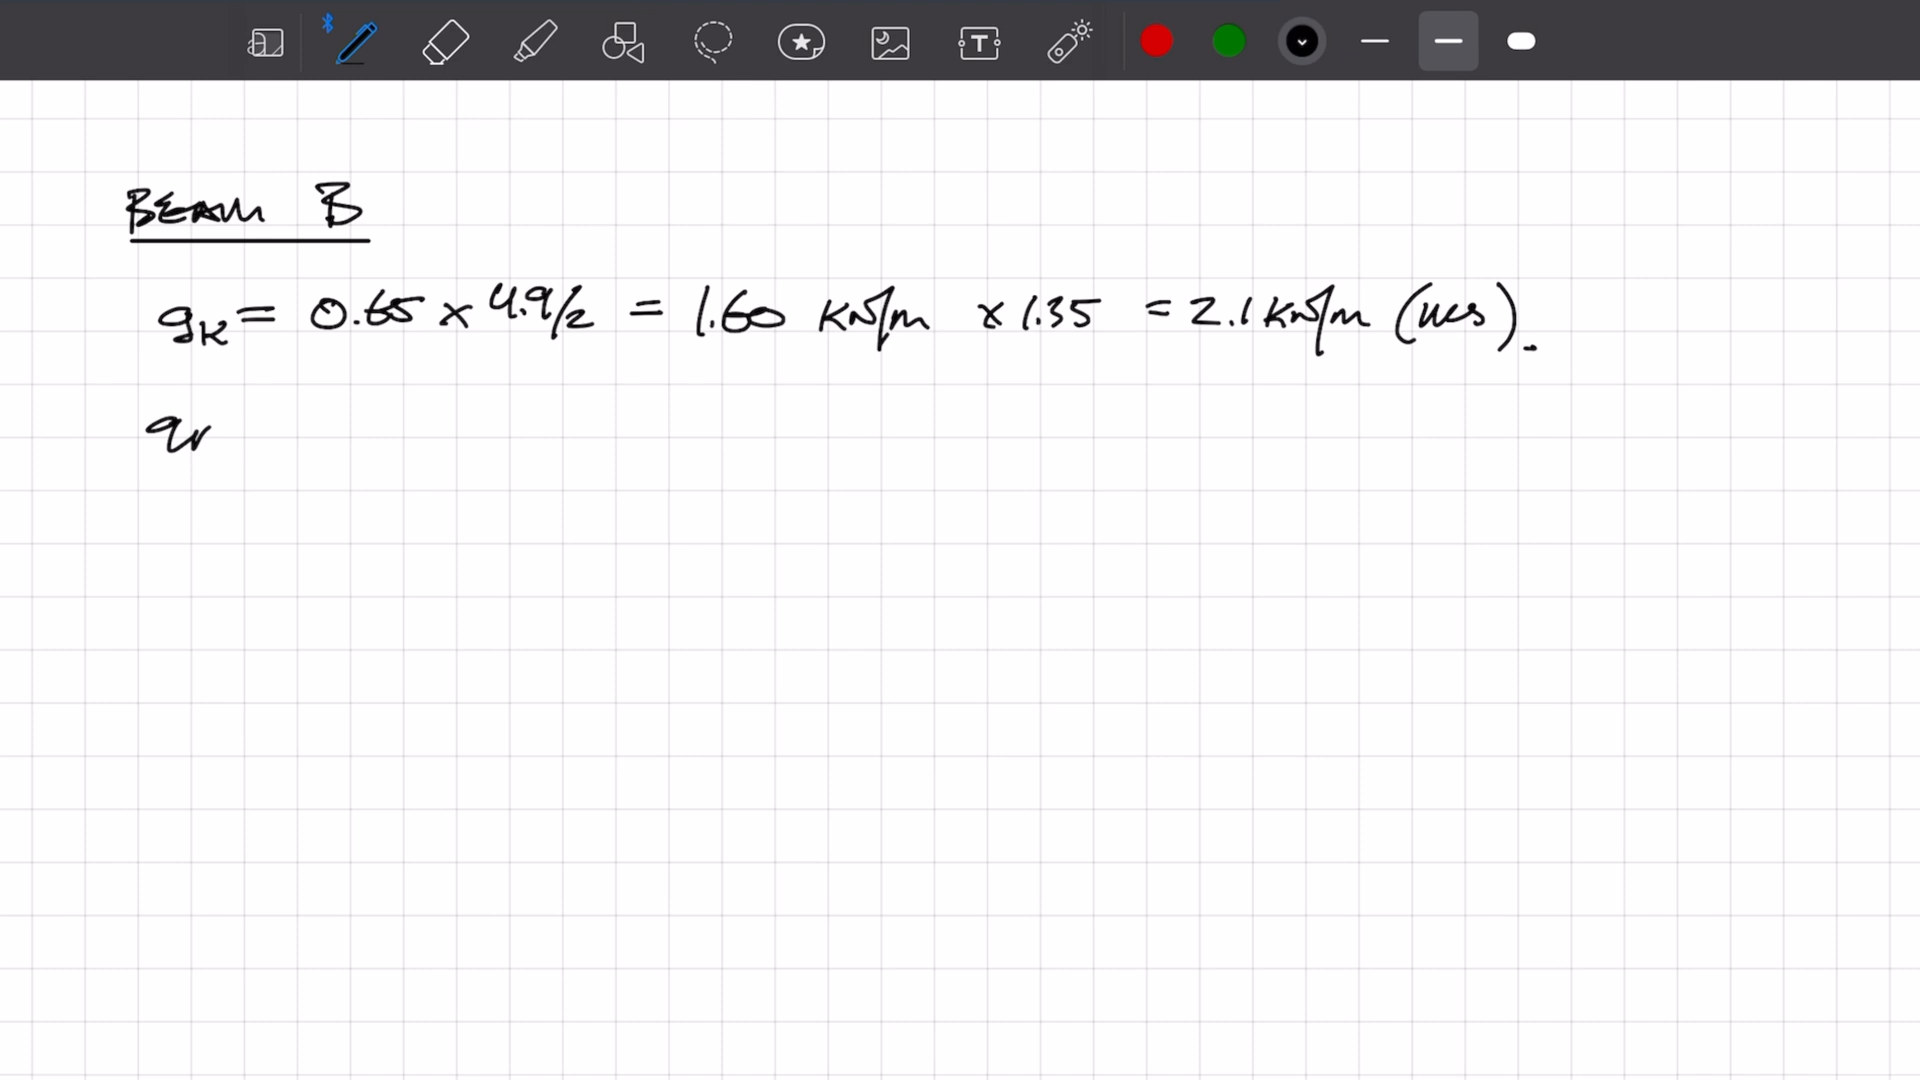 BEAM B
gk = 0.65 x 4.9/2 = 1.60 kN/m x 1.35 = 2.1 kN/m (ULS).
qk